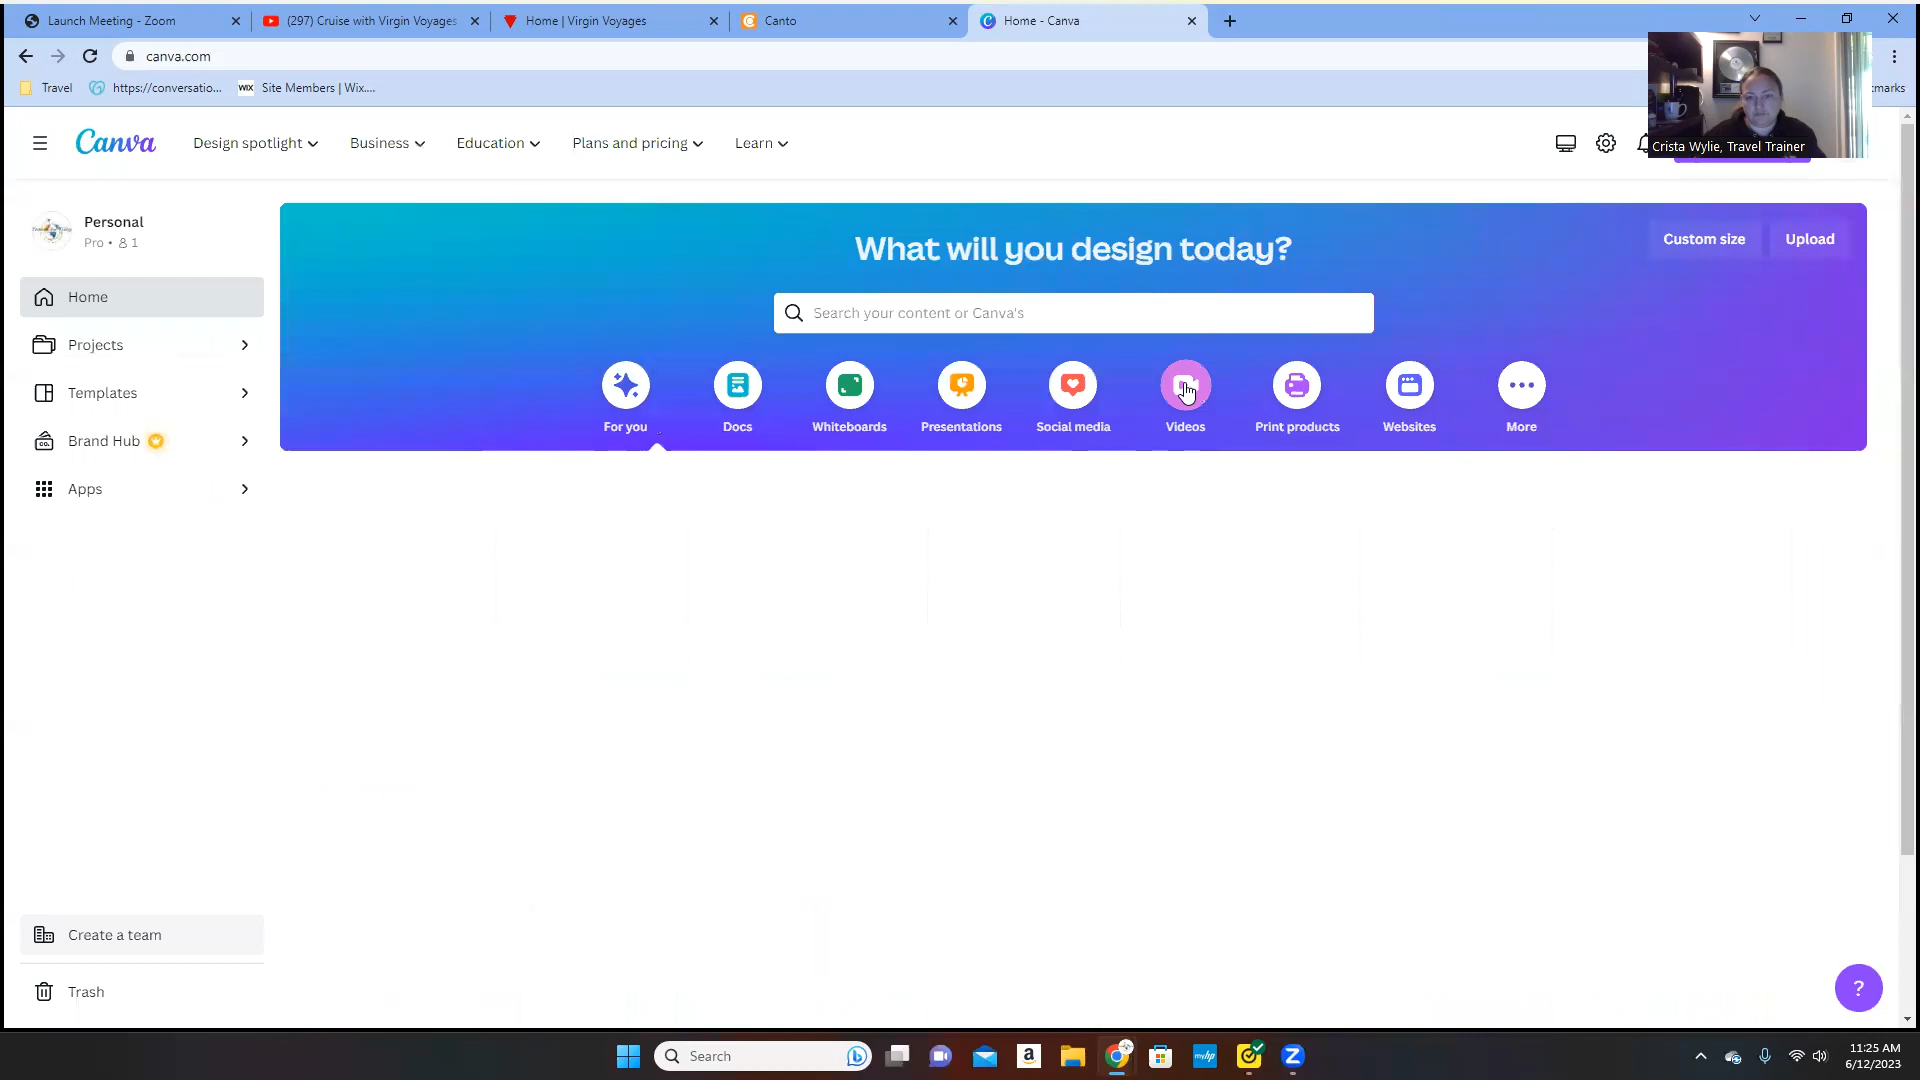 Launch Meeting - Zoom
(297) Cruise with Virgin Voyages
Home | Virgin Voyages
Canto
Home - Canva
canva.com
Travel
https://conversatio...
WIX
Site Members | Wix....
marks
Canva
Design spotlight
Business
Education
Plans and pricing
Learn
Crista Wylie, Travel Trainer
Personal
Pro • 1
Home
Projects
Templates
Brand Hub
Apps
What will you design today?
Custom size
Upload
Search your content or Canva's
For you
Docs
Whiteboards
Presentations
Social media
Videos
Print products
Websites
More
Create a team
Trash
?
Search
11:25 AM
6/12/2023